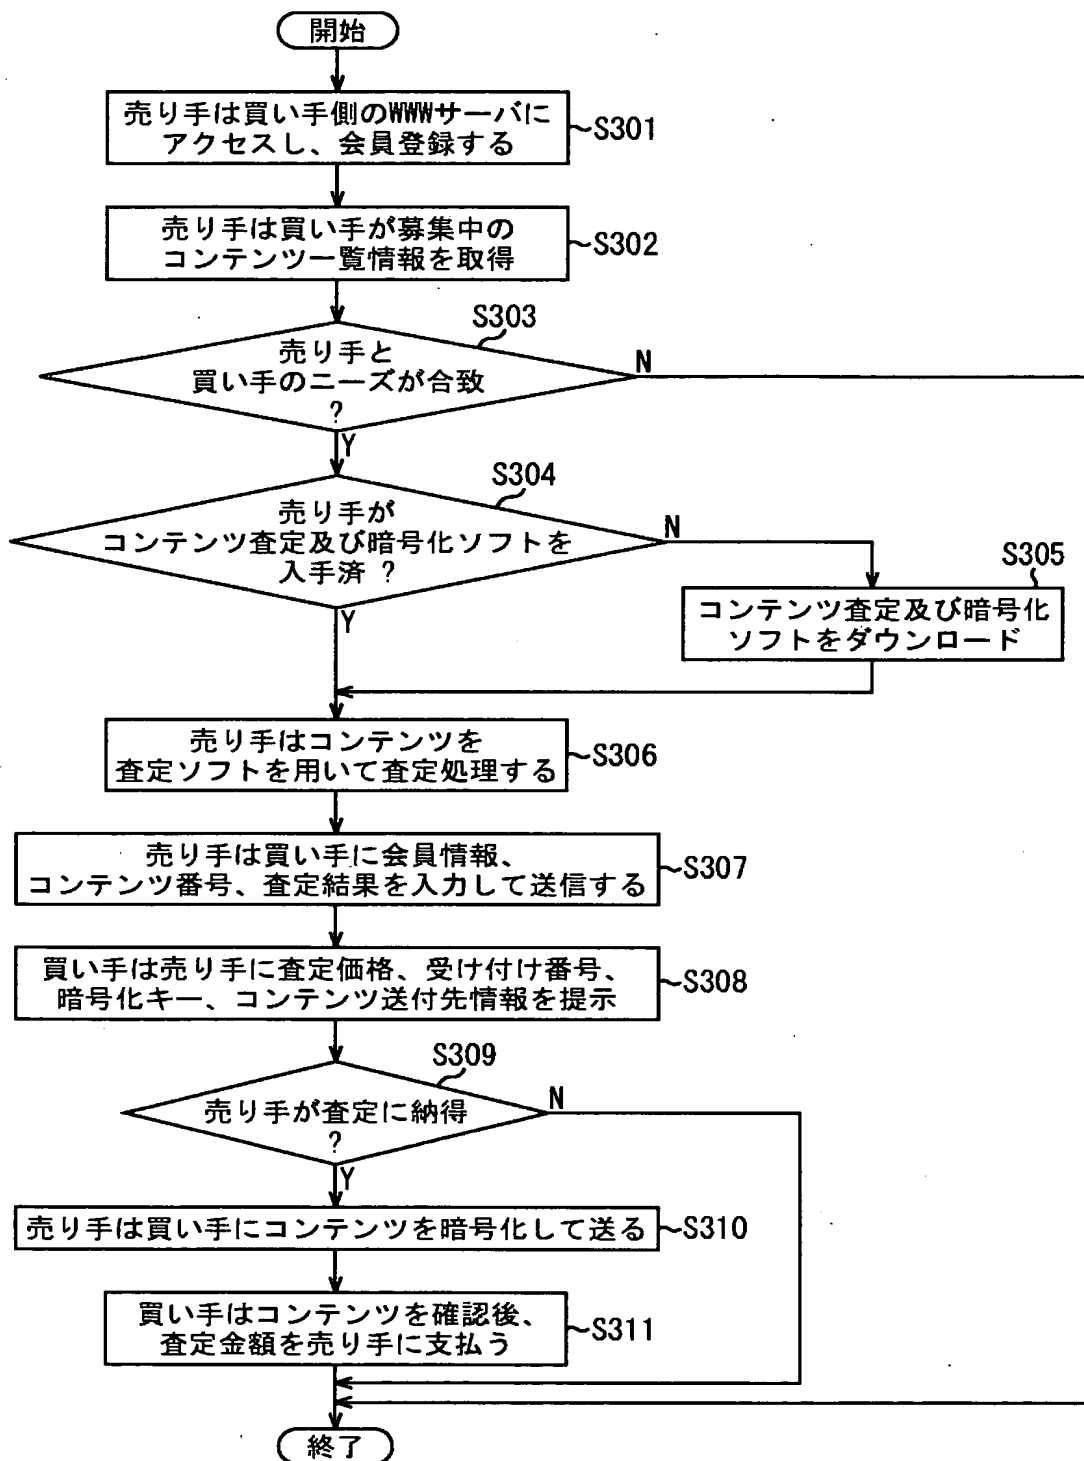 開始
売り手は買い手側のWWWサーバに
アクセスし、会員登録する
S301
売り手は買い手が募集中の
コンテンツ一覧情報を取得
S302
S303
売り手と
買い手のニーズが合致
?
N
Y
S304
売り手が
コンテンツ査定及び暗号化ソフトを
入手済 ?
N
Y
S305
コンテンツ査定及び暗号化
ソフトをダウンロード
売り手はコンテンツを
査定ソフトを用いて査定処理する
S306
売り手は買い手に会員情報、
コンテンツ番号、査定結果を入力して送信する
S307
買い手は売り手に査定価格、受け付け番号、
暗号化キー、コンテンツ送付先情報を提示
S308
S309
売り手が査定に納得
?
N
Y
売り手は買い手にコンテンツを暗号化して送る
S310
買い手はコンテンツを確認後、
査定金額を売り手に支払う
S311
終了